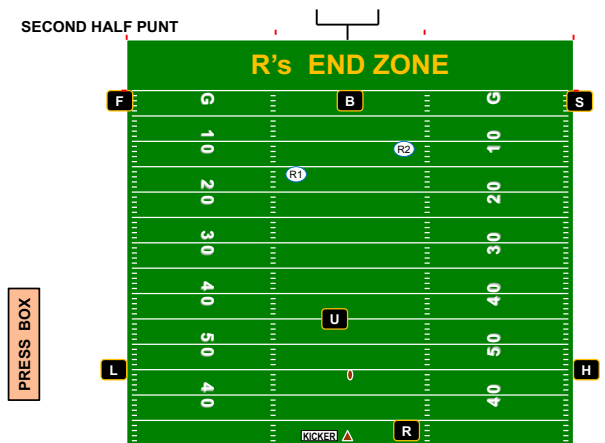 SECOND HALF PUNT
R's END ZONE
F
B
S
G
G
R2
10
10
R1
20
20
30
30
40
40
U
PRESS BOX
50
50
L
H
40
40
R
KICKER